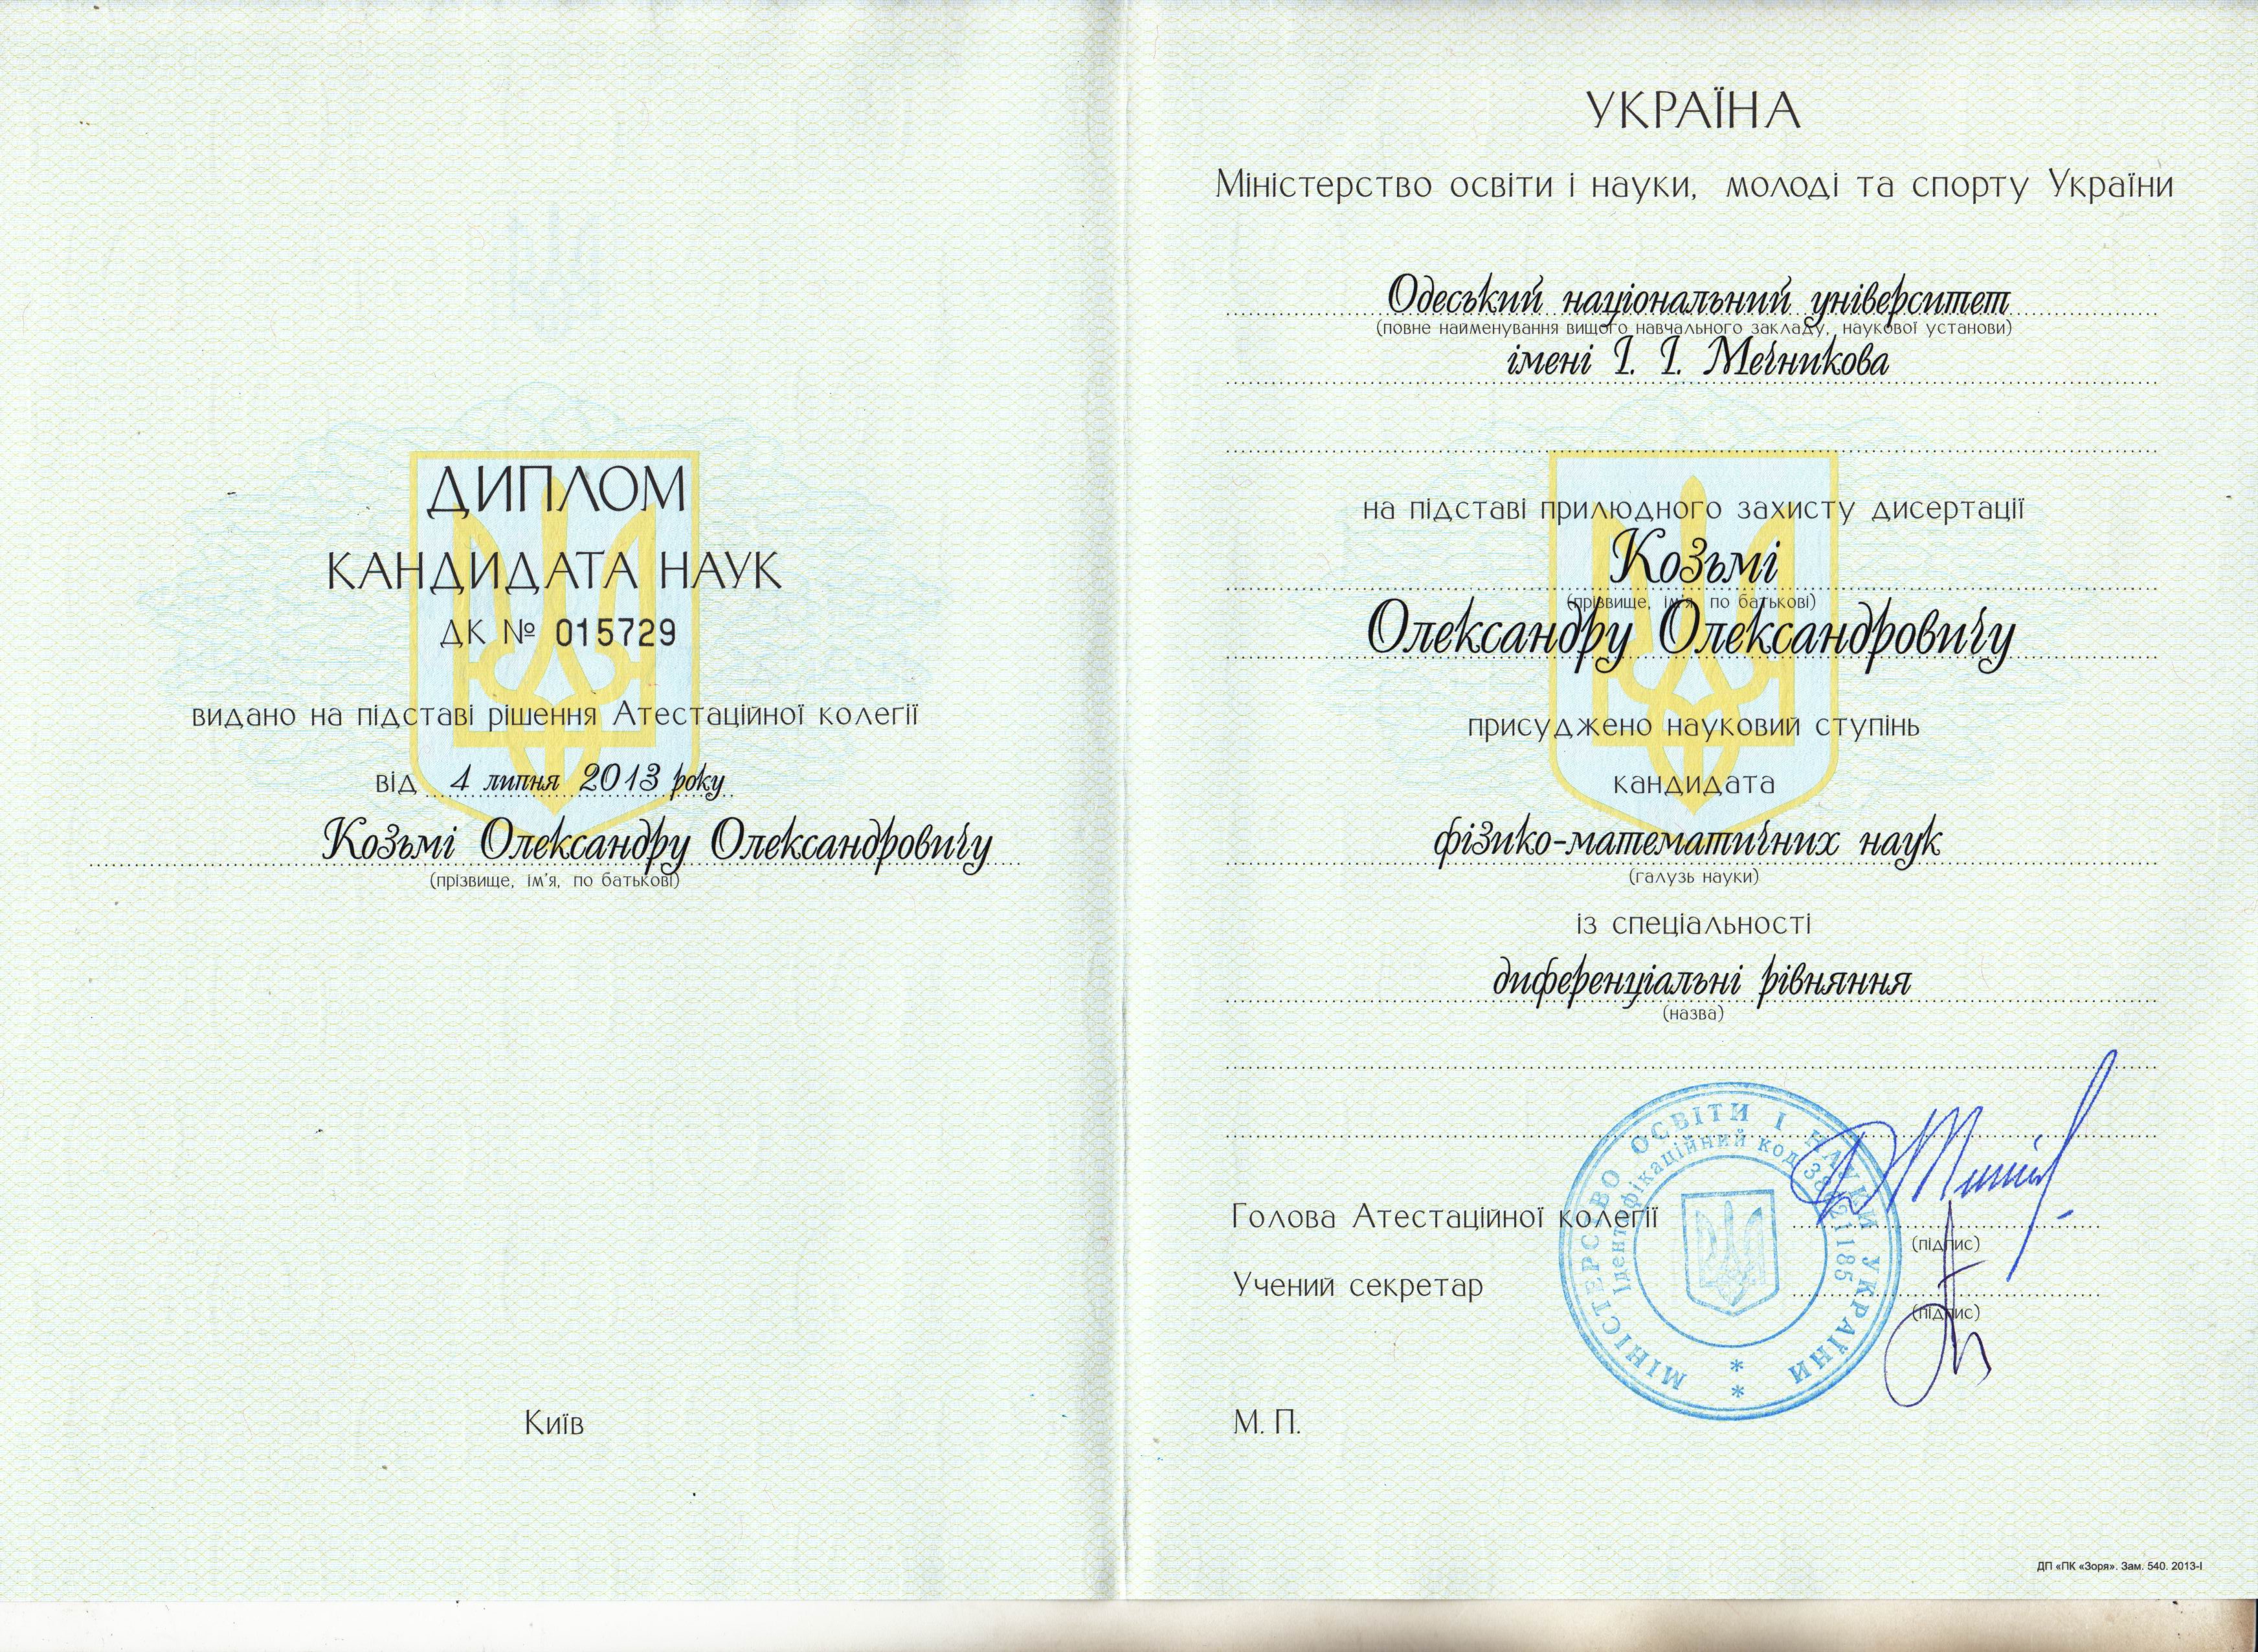 ДИПЛОМ
КАНДИДАТА НАУК
ДК № 015729
видано на підставі рішення Атестаційної колегії
від 4 липня 2013 року
Козьмі Олександру Олександровичу
(прізвище, ім'я, по батькові)
Київ
УКРАЇНА
Міністерство освіти і науки, молоді та спорту України
Одеський національний університет
(повне найменування вищого навчального закладу, наукової установи)
імені І. І. Мечникова
на підставі прилюдного захисту дисертації
Козьмі
(прізвище, ім'я, по батькові)
Олександру Олександровичу
присуджено науковий ступінь
кандидата
фізико-математичних наук
(галузь науки)
із спеціальності
диференціальні рівняння
(назва)
МІНІСТЕРСТВО ОСВІТИ І НАУКИ УКРАЇНИ
Ідентифікаційний код
Голова Атестаційної колегії
(підпис)
Учений секретар
(підпис)
М. П.
ДП «ПК «Зоря». Зам. 540. 2013-І